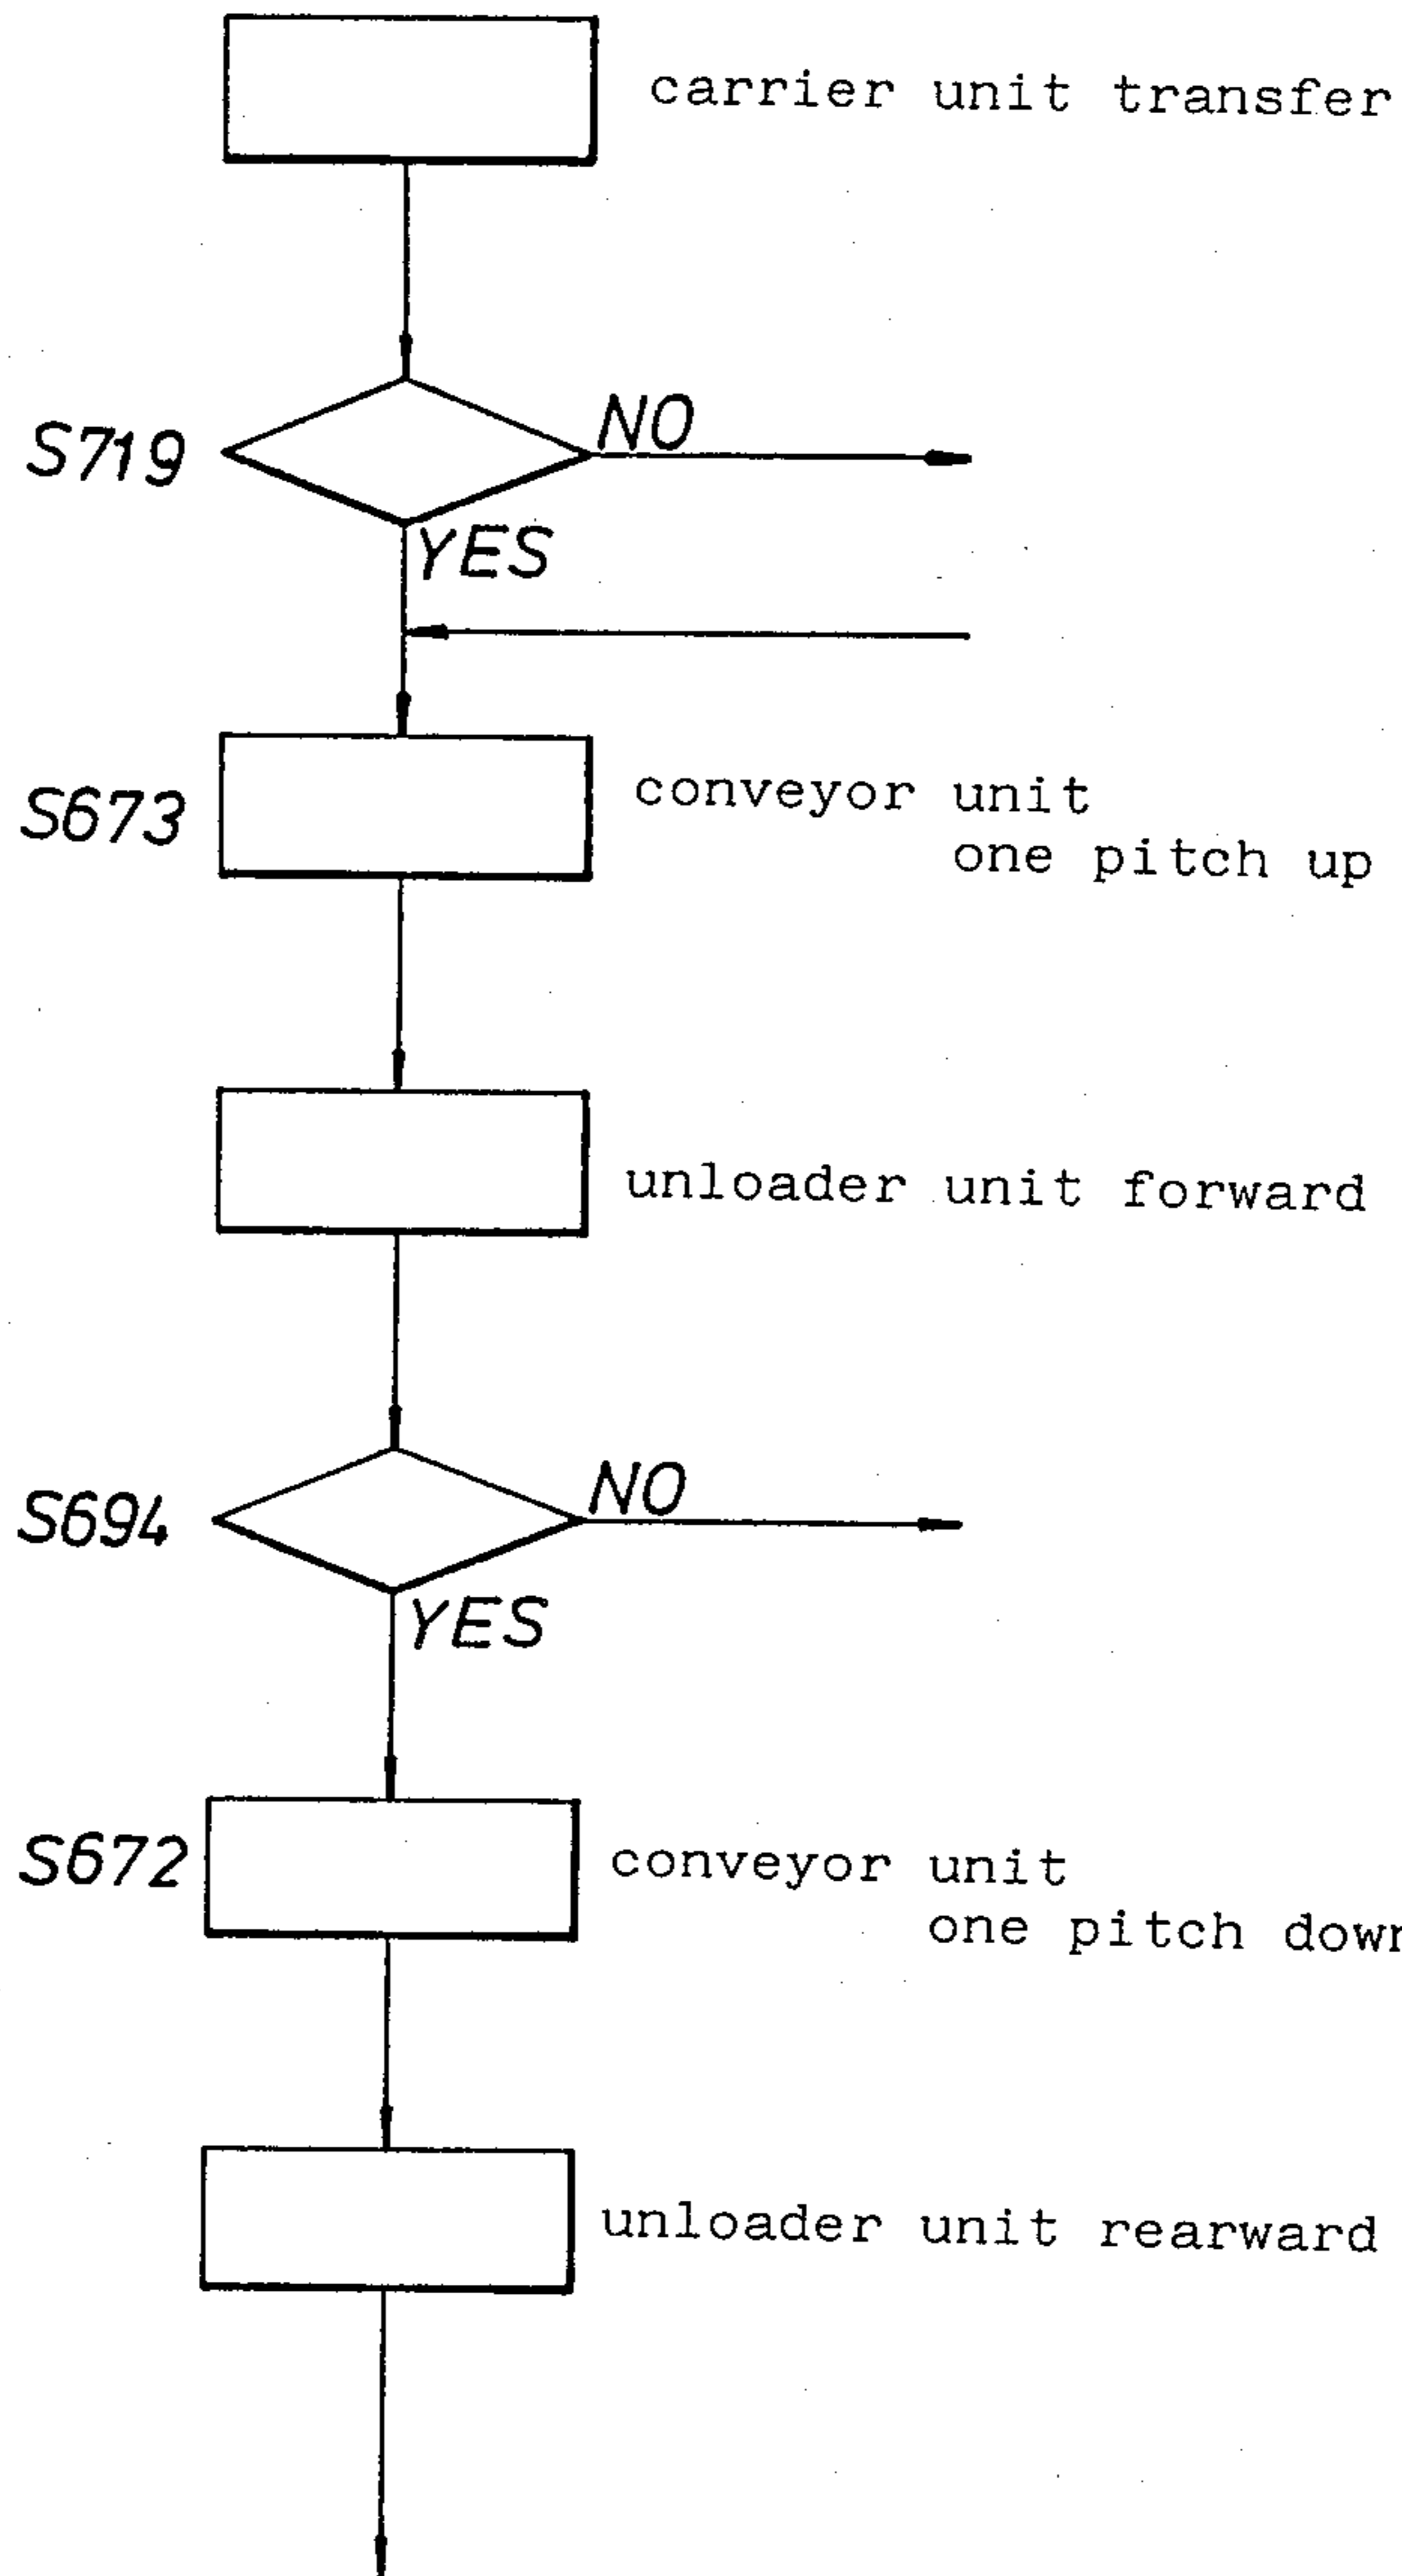 carrier unit transfer
S719
NO
YES
S673
conveyor unit
one pitch up
unloader unit forward
S694
NO
YES
S672
conveyor unit
one pitch down
unloader unit rearward